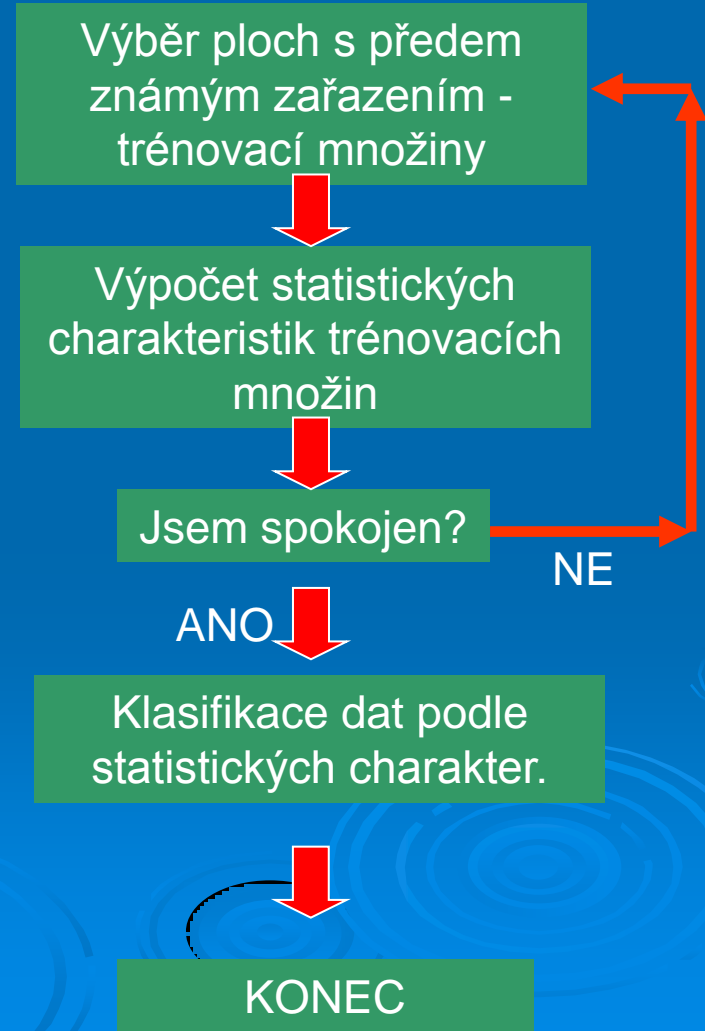 Výběr ploch s předem
známým zařazením -
trénovací množiny
Výpočet statistických
charakteristik trénovacích
množin
Jsem spokojen?
NE
ANO
Klasifikace dat podle
statistických charakter.
KONEC